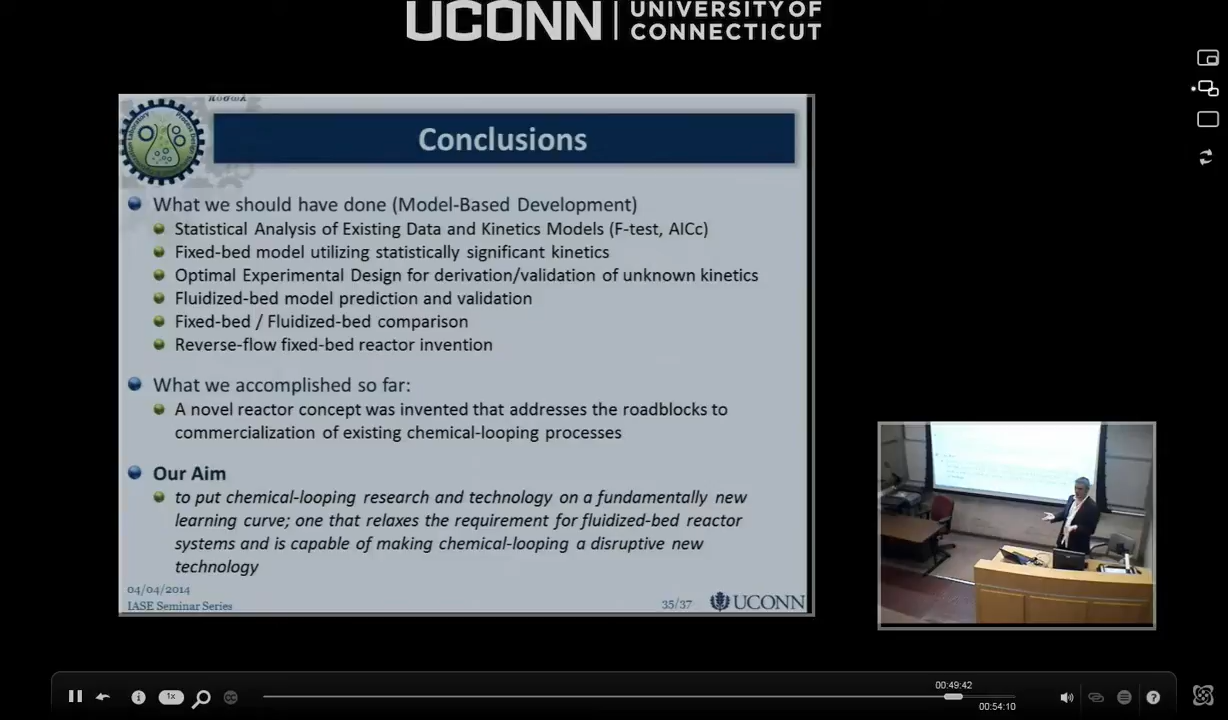 UCONN
UNIVERSITY OF
CONNECTICUT
Conclusions
What we should have done (Model-Based Development)
Statistical Analysis of Existing Data and Kinetics Models (F-test, AICc)
Fixed-bed model utilizing statistically significant kinetics
Optimal Experimental Design for derivation/validation of unknown kinetics
Fluidized-bed model prediction and validation
Fixed-bed / Fluidized-bed comparison
Reverse-flow fixed-bed reactor invention
What we accomplished so far:
A novel reactor concept was invented that addresses the roadblocks to
commercialization of existing chemical-looping processes
Our Aim
to put chemical-looping research and technology on a fundamentally new
learning curve; one that relaxes the requirement for fluidized-bed reactor
systems and is capable of making chemical-looping a disruptive new
technology
04/04/2014
IASE Seminar Series
35/37
UCONN
1x
00:49:42
00:54:10